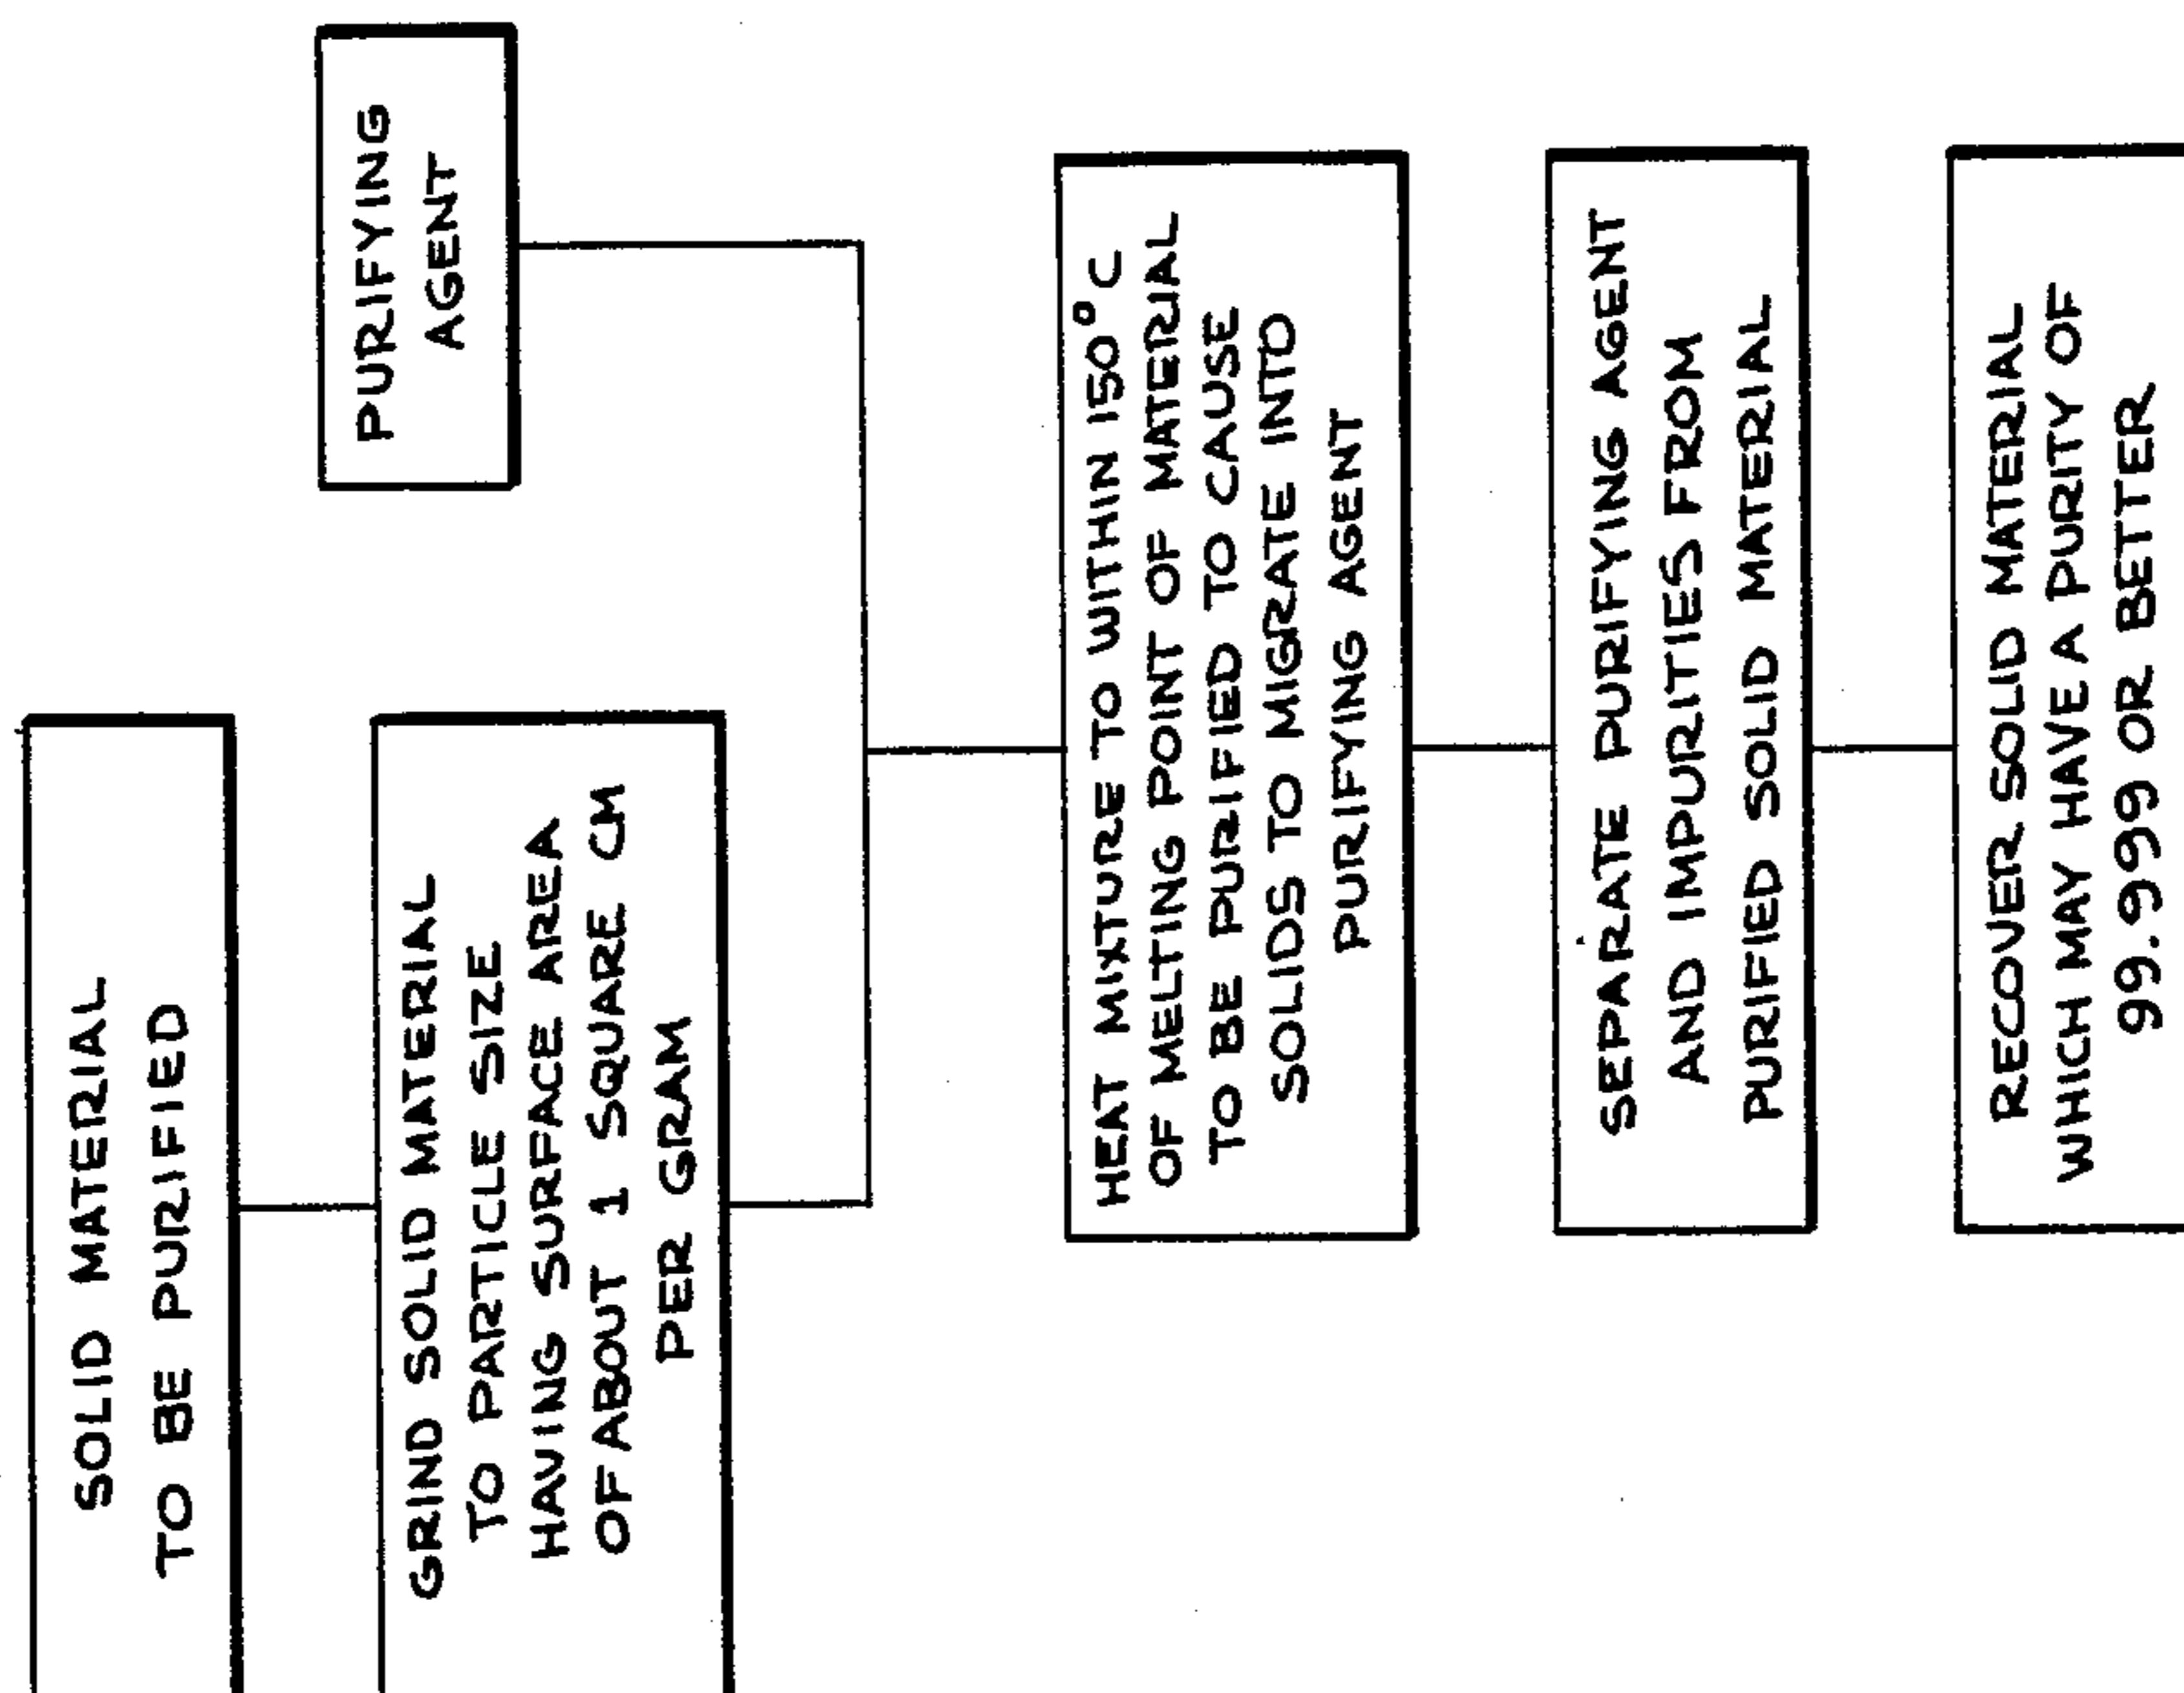 SOLID MATERIAL
TO BE PURIFIED
PURIFYING
AGENT
GRIND SOLID MATERIAL
TO PARTICLE SIZE
HAVING SURFACE AREA
OF ABOUT 1 SQUARE CM
PER GRAM
HEAT MIXTURE TO WITHIN 150°C
OF MELTING POINT OF MATERIAL
TO BE PURIFIED TO CAUSE
SOLIDS TO MIGRATE INTO
PURIFYING AGENT
SEPARATE PURIFYING AGENT
AND IMPURITIES FROM
PURIFIED SOLID MATERIAL
RECOVER SOLID MATERIAL
WHICH MAY HAVE A PURITY OF
99.999 OR BETTER